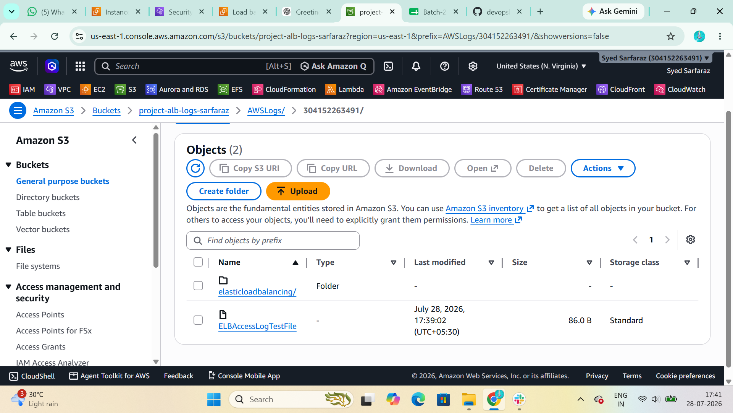 (5) Wh
Instanc
Securit
Load b
Greetin
project-
Batch-2
devops
Ask Gemini
us-east-1.console.aws.amazon.com/s3/buckets/project-alb-logs-sarfaraz?region=us-east-1&prefix=AWSLogs/304152263491/&showversions=false
aws
Search
[Alt+S]
Ask Amazon Q
United States (N. Virginia)
Syed Sarfaraz (304152263491)
Syed Sarfaraz
IAM
VPC
EC2
S3
Aurora and RDS
EFS
CloudFormation
Lambda
Amazon EventBridge
Route 53
Certificate Manager
CloudFront
CloudWatch
Amazon S3
Buckets
project-alb-logs-sarfaraz
AWSLogs/
304152263491/
Amazon S3
Buckets
General purpose buckets
Directory buckets
Table buckets
Vector buckets
Files
File systems
Access management and
security
Access Points
Access Points for FSx
Access Grants
IAM Access Analyzer
Objects (2)
Copy S3 URI
Copy URL
Download
Open
Delete
Actions
Create folder
Upload
Objects are the fundamental entities stored in Amazon S3. You can use Amazon S3 inventory to get a list of all objects in your bucket. For
others to access your objects, you'll need to explicitly grant them permissions. Learn more
Find objects by prefix
1
Name
Type
Last modified
Size
Storage class
elasticloadbalancing/
Folder
-
-
-
ELBAccessLogTestFile
-
July 28, 2026,
17:39:02
(UTC+05:30)
86.0 B
Standard
CloudShell
Agent Toolkit for AWS
Feedback
Console Mobile App
© 2026, Amazon Web Services, Inc. or its affiliates.
Privacy
Terms
Cookie preferences
3
30°C
Light rain
Search
ENG
IN
17:41
28-07-2026